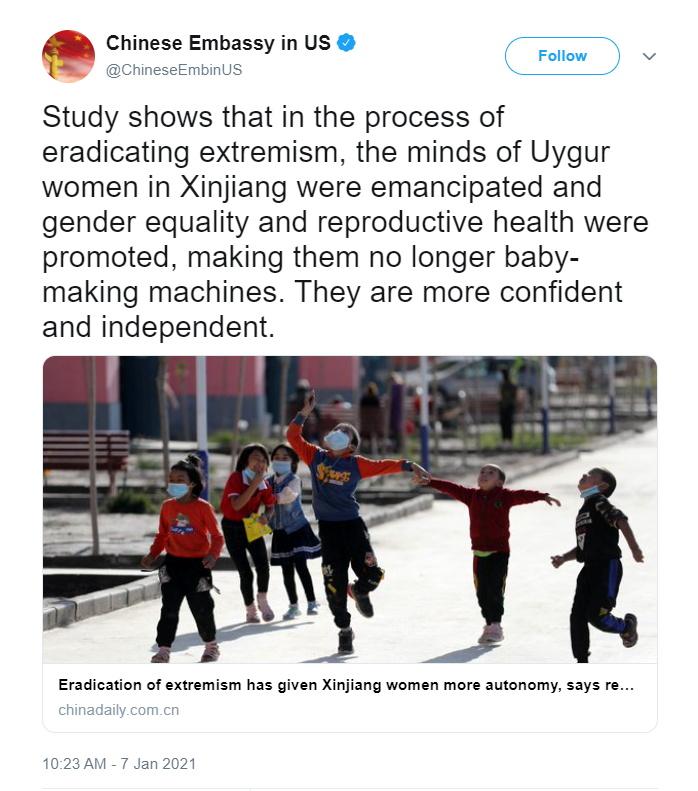 Chinese Embassy in US
@ChineseEmbinUS
Follow
Study shows that in the process of
eradicating extremism, the minds of Uygur
women in Xinjiang were emancipated and
gender equality and reproductive health were
promoted, making them no longer baby-
making machines. They are more confident
and independent.
Eradication of extremism has given Xinjiang women more autonomy, says re...
chinadaily.com.cn
10:23 AM - 7 Jan 2021